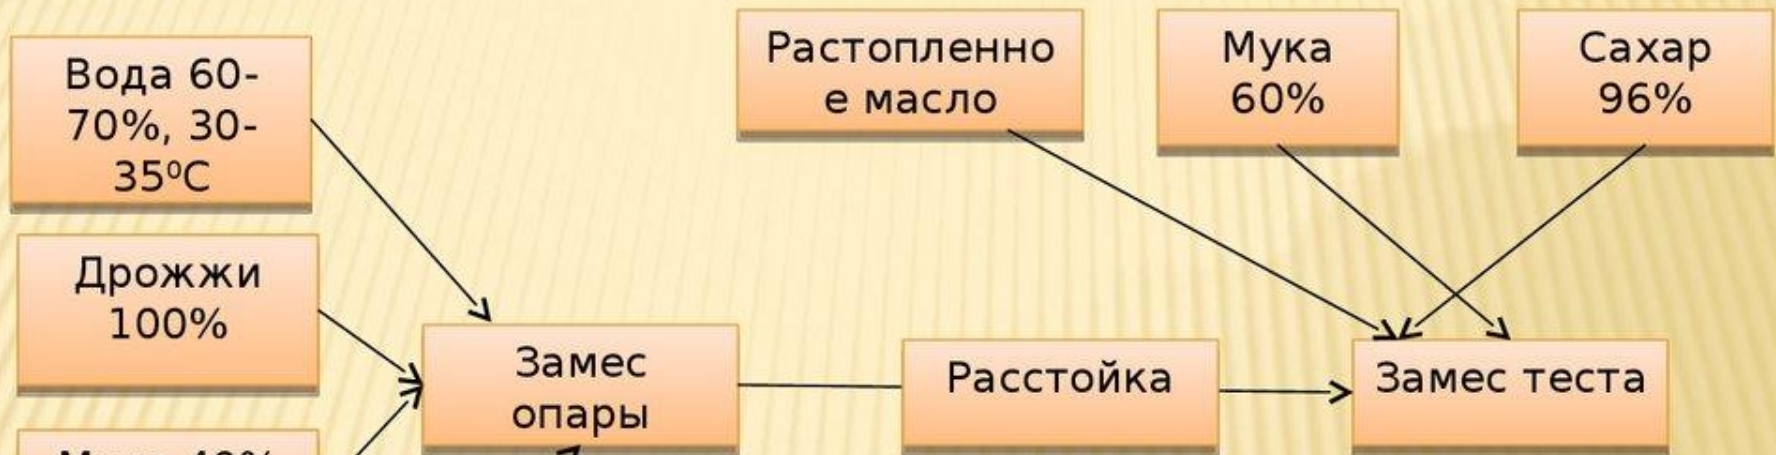 Вода 60-
70%, 30-
35⁰С
Растопленно
е масло
Мука
60%
Сахар
96%
Дрожжи
100%
Замес
опары
Расстойка
Замес теста